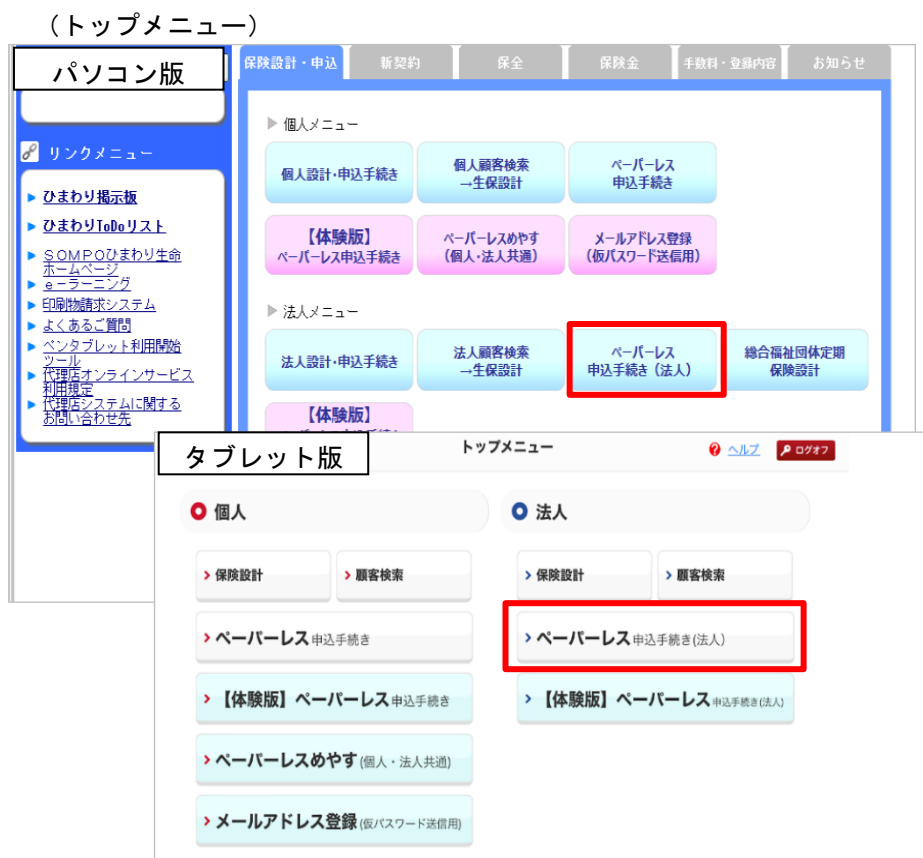 （トップメニュー）
パソコン版
保険設計・申込
新契約
保全
保険金
手数料・登録内容
お知らせ
リンクメニュー
ひまわり掲示板
ひまわりToDoリスト
ＳＯＭＰＯひまわり生命
ホームページ
ｅ－ラーニング
印刷物請求システム
よくあるご質問
ペンタブレット利用開始
ツール
代理店オンラインサービス
利用規定
代理店システムに関する
お問い合わせ先
個人メニュー
個人設計・申込手続き
個人顧客検索
→生保設計
ペーパーレス
申込手続き
【体験版】
ペーパーレス申込手続き
ペーパーレスめやす
（個人・法人共通）
メールアドレス登録
（仮パスワード送信用）
法人メニュー
法人設計・申込手続き
法人顧客検索
→生保設計
ペーパーレス
申込手続き（法人）
総合福祉団体定期
保険設計
【体験版】
タブレット版
トップメニュー
ヘルプ
ログオフ
個人
保険設計
顧客検索
ペーパーレス申込手続き
【体験版】ペーパーレス申込手続き
ペーパーレスめやす(個人・法人共通)
メールアドレス登録(仮パスワード送信用)
法人
保険設計
顧客検索
ペーパーレス申込手続き(法人)
【体験版】ペーパーレス申込手続き(法人)